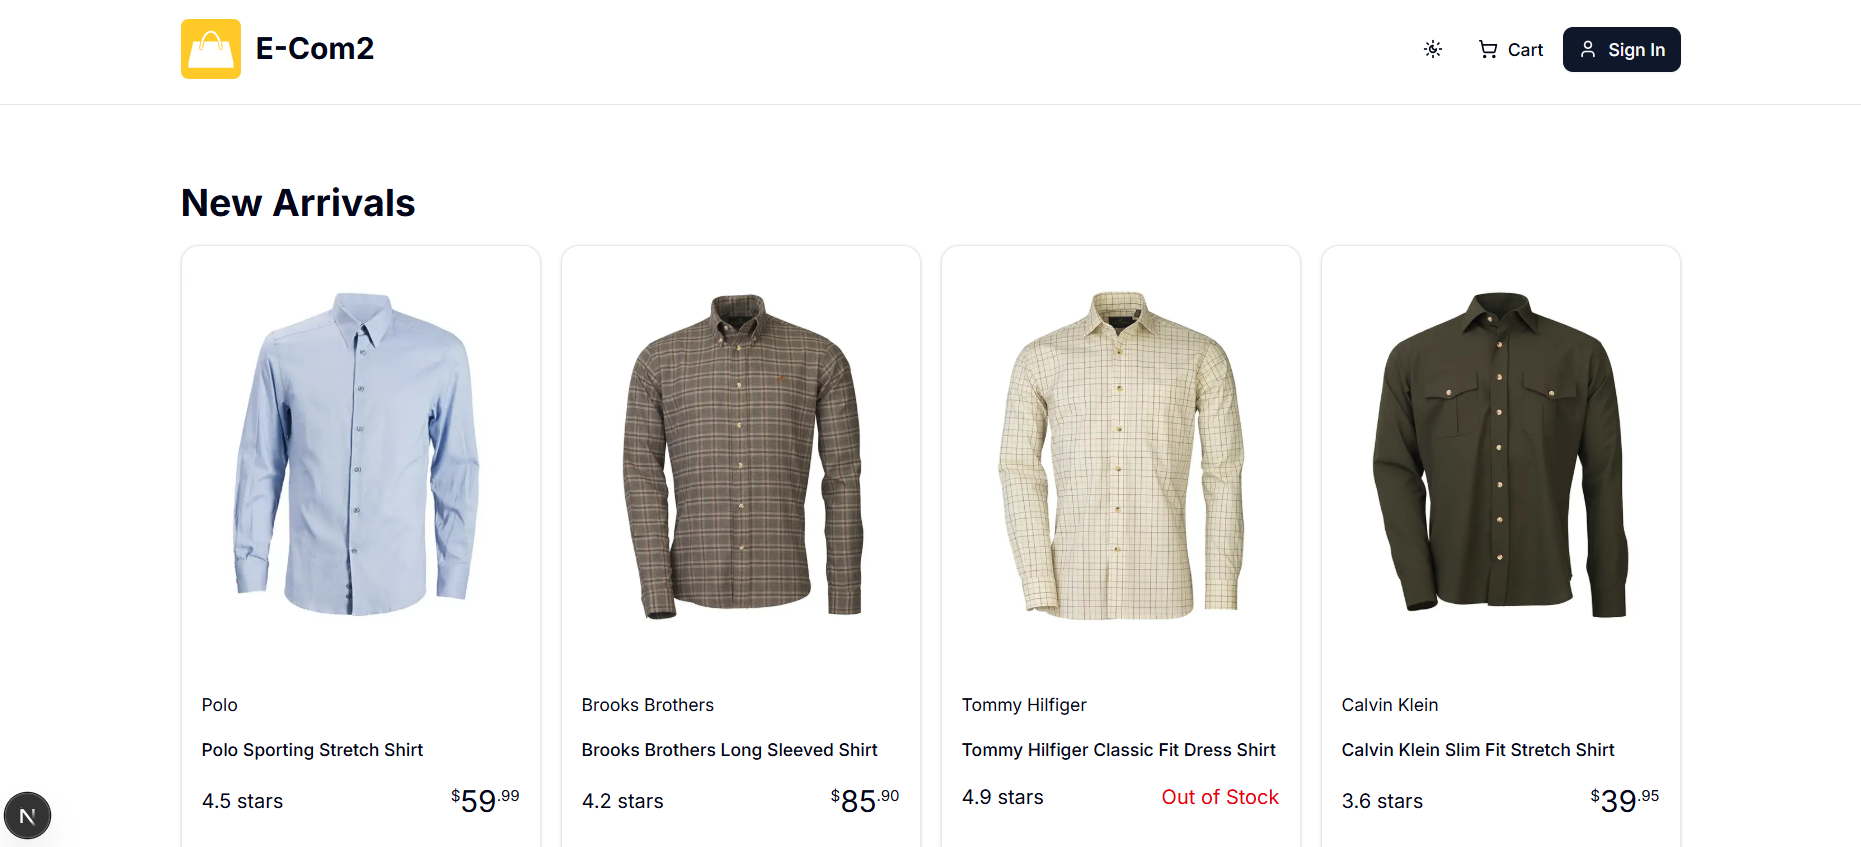 E-Com2
Cart
Sign In
New Arrivals
Polo
Polo Sporting Stretch Shirt
4.5 stars
$59.99
Brooks Brothers
Brooks Brothers Long Sleeved Shirt
4.2 stars
$85.90
Tommy Hilfiger
Tommy Hilfiger Classic Fit Dress Shirt
4.9 stars
Out of Stock
Calvin Klein
Calvin Klein Slim Fit Stretch Shirt
3.6 stars
$39.95
N